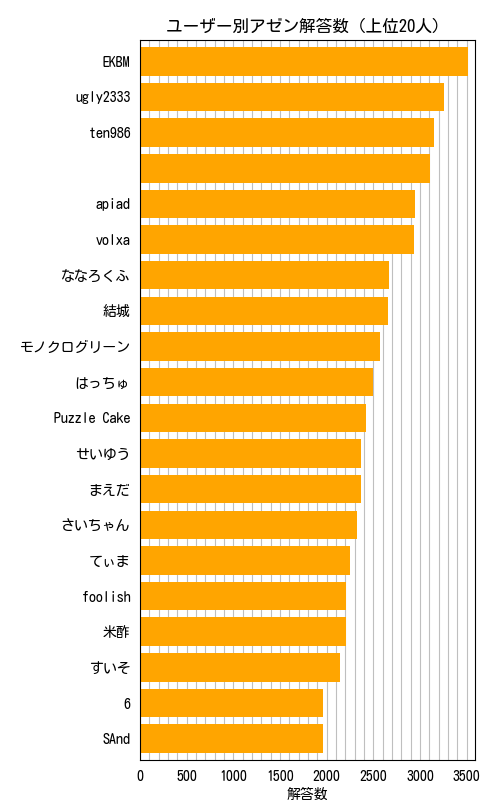 ユーザー別アゼン解答数 (上位20人)
EKBM
ugly2333
ten986
apiad
volxa
ななろくふ
結城
モノクログリーン
はっちゅ
Puzzle Cake
せいゆう
まえだ
さいちゃん
てぃま
foolish
米酢
すいそ
6
SAnd
0 500 1000 1500 2000 2500 3000 3500
解答数